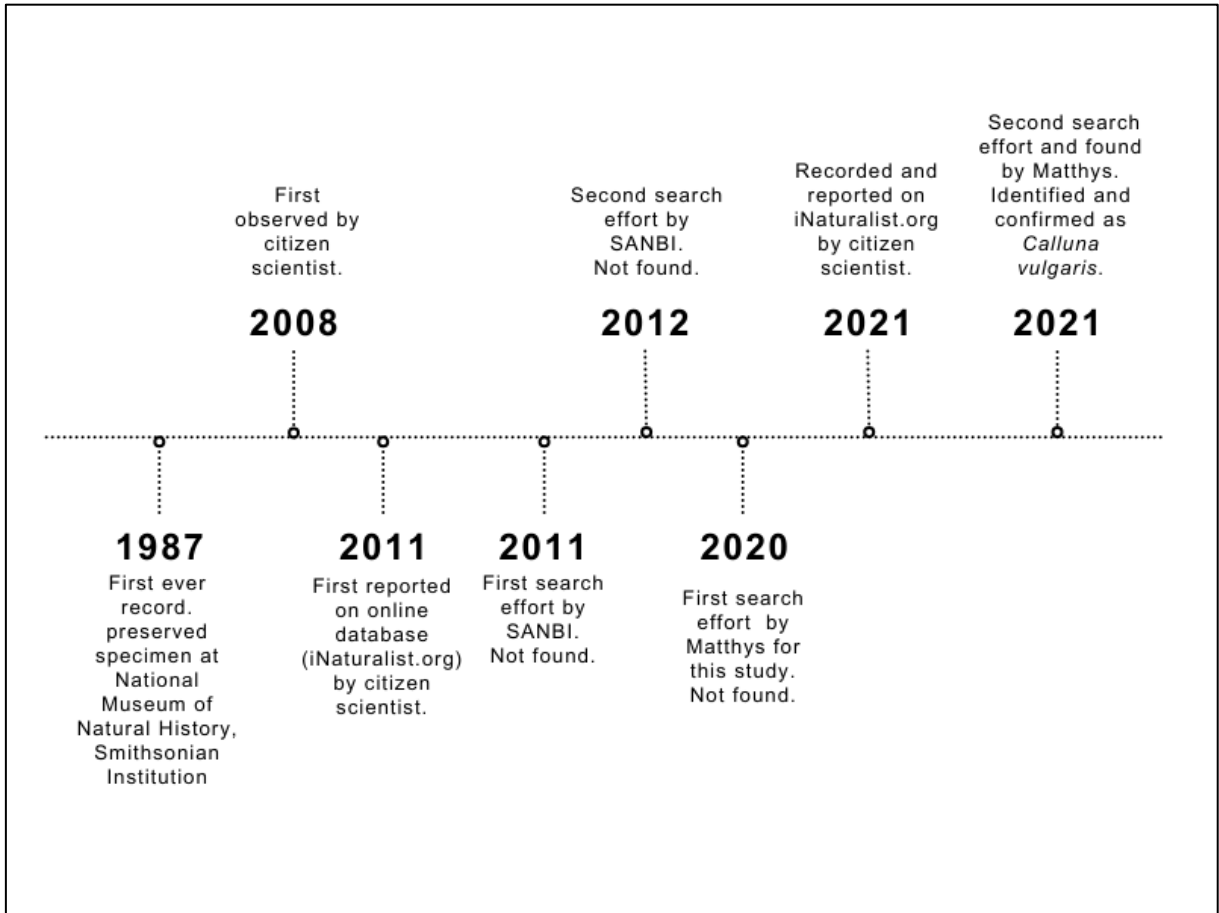 1987
First ever
record.
preserved
specimen at
National
Museum of
Natural History,
Smithsonian
Institution
First
observed by
citizen
scientist.
2008
2011
First reported
on online
database
(iNaturalist.org)
by citizen
scientist.
2011
First search
effort by
SANBI.
Not found.
Second search
effort by
SANBI.
Not found.
2012
2020
First search
effort by
Matthys for
this study.
Not found.
Recorded and
reported on
iNaturalist.org
by citizen
scientist.
2021
Second search
effort and found
by Matthys.
Identified and
confirmed as
Calluna
vulgaris.
2021